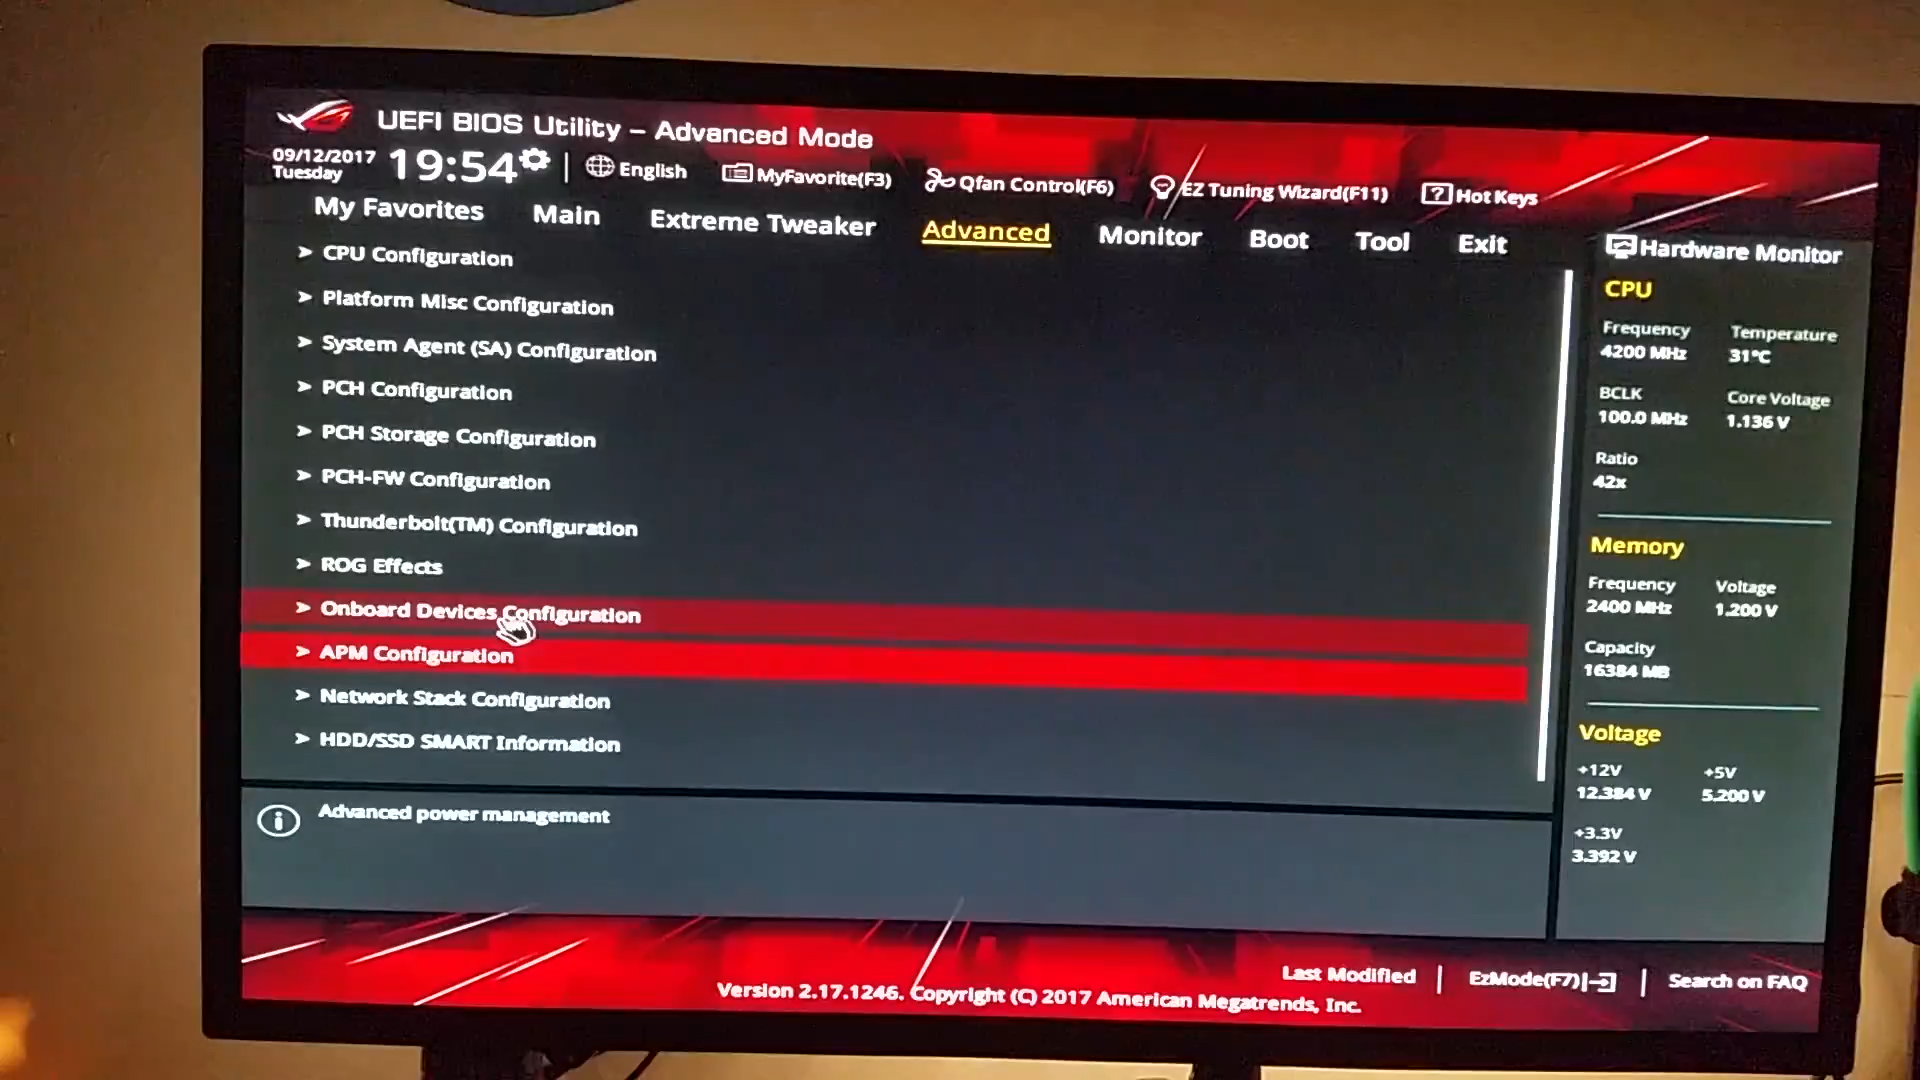 UEFI BIOS Utility – Advanced Mode
09/12/2017
Tuesday
19:54
English
MyFavorite(F3)
Qfan Control(F6)
EZ Tuning Wizard(F11)
Hot Keys
My Favorites
Main
Extreme Tweaker
Advanced
Monitor
Boot
Tool
Exit
CPU Configuration
Platform Misc Configuration
System Agent (SA) Configuration
PCH Configuration
PCH Storage Configuration
PCH-FW Configuration
Thunderbolt(TM) Configuration
ROG Effects
Onboard Devices Configuration
APM Configuration
Network Stack Configuration
HDD/SSD SMART Information
Advanced power management
Hardware Monitor
CPU
Frequency
Temperature
4200 MHz
31°C
BCLK
Core Voltage
100.0 MHz
1.136 V
Ratio
42x
Memory
Frequency
Voltage
2400 MHz
1.200 V
Capacity
16384 MB
Voltage
+12V
+5V
12.384 V
5.200 V
+3.3V
3.392 V
Last Modified
EzMode(F7)
Search on FAQ
Version 2.17.1246. Copyright (C) 2017 American Megatrends, Inc.